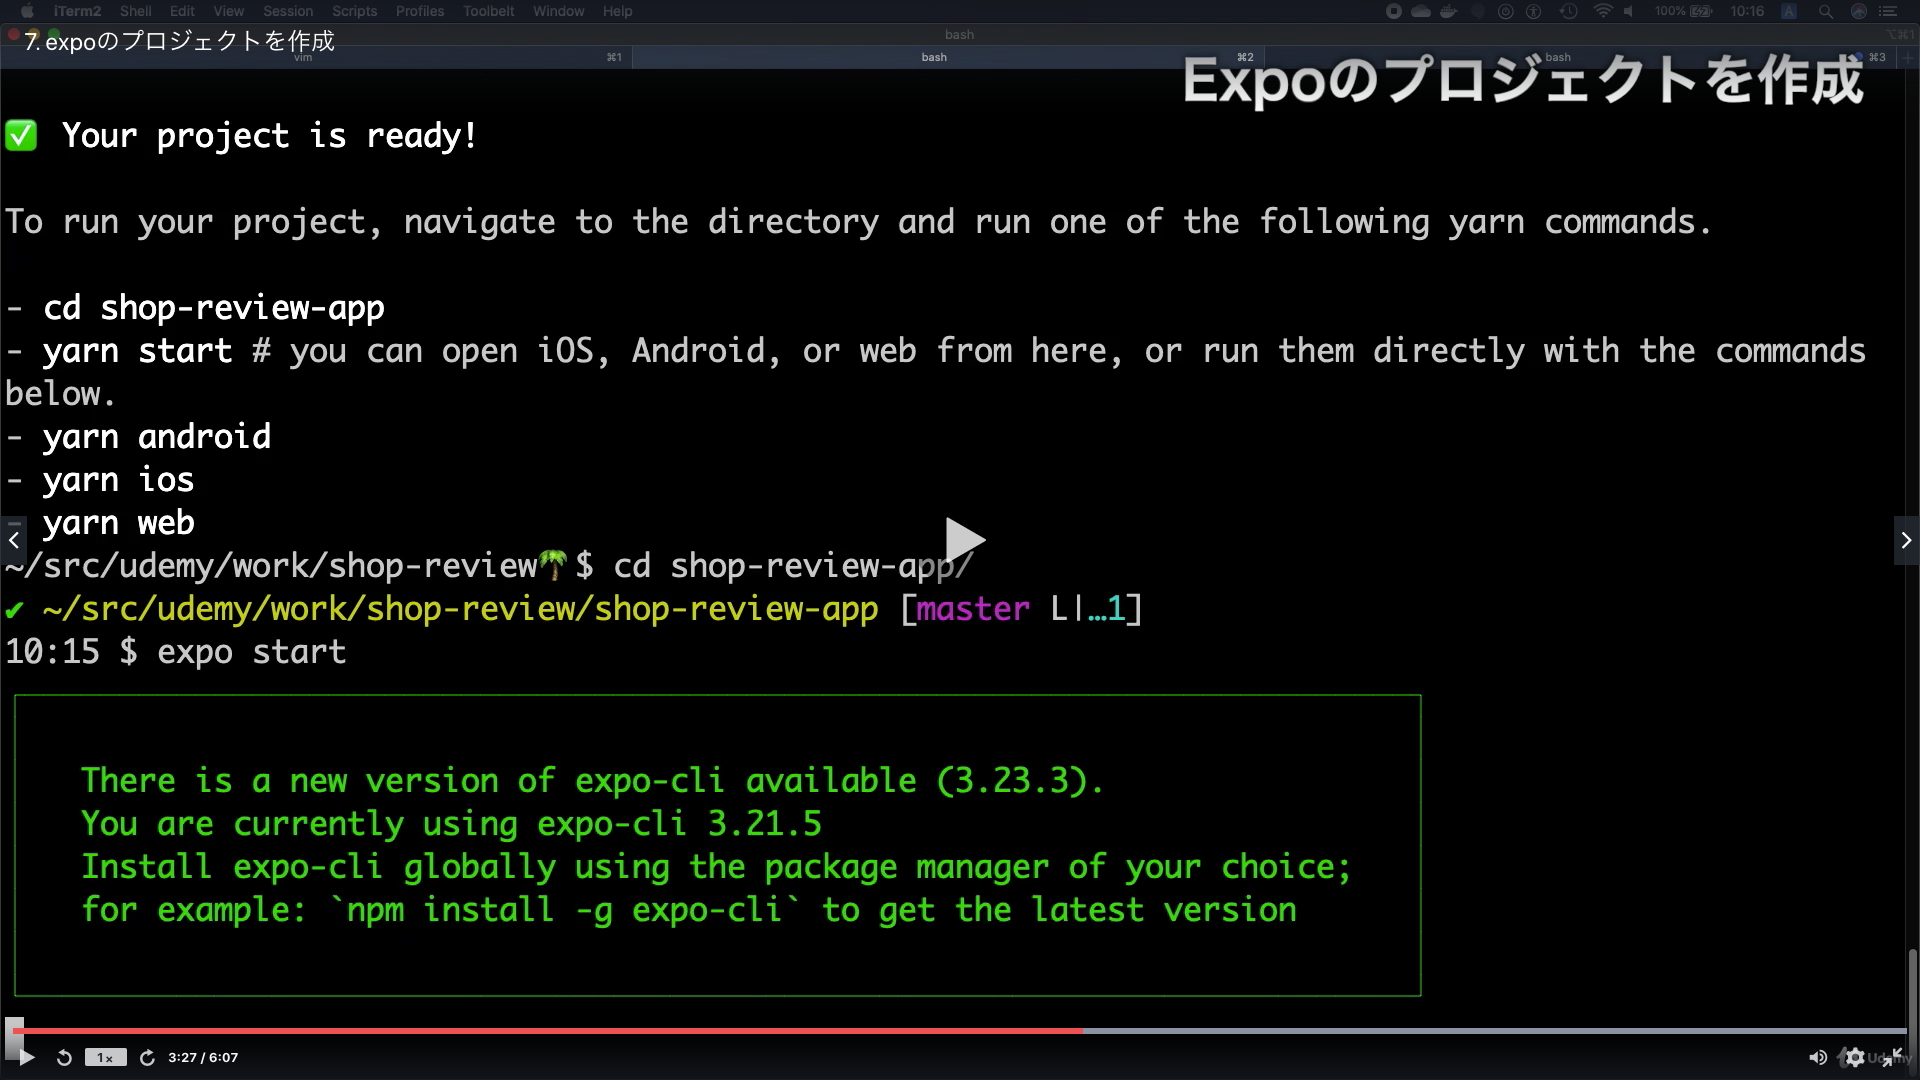 iTerm2 Shell Edit View Session Scripts Profiles Toolbelt Window Help 100% 10:16 A
bash ⌥⌘1
7. expoのプロジェクトを作成
vim ⌘1 bash ⌘2 bash ⌘3
Expoのプロジェクトを作成
✅ Your project is ready!
To run your project, navigate to the directory and run one of the following yarn commands.
- cd shop-review-app
- yarn start # you can open iOS, Android, or web from here, or run them directly with the commands
below.
- yarn android
- yarn ios
- yarn web
~/src/udemy/work/shop-review🌴$ cd shop-review-app/
✔ ~/src/udemy/work/shop-review/shop-review-app [master L|…1]
10:15 $ expo start
There is a new version of expo-cli available (3.23.3).
You are currently using expo-cli 3.21.5
Install expo-cli globally using the package manager of your choice;
for example: `npm install -g expo-cli` to get the latest version
1x 3:27 / 6:07
Udemy